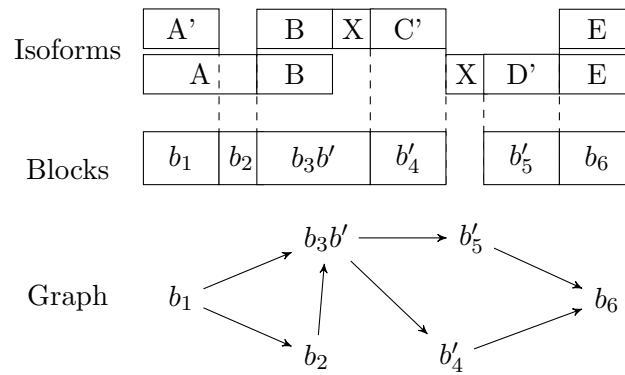 A' B X C' E
Isoforms
A B X D' E
Blocks b₁ b₂ b₃b′ b′₄ b′₅ b₆
b₃b′ b′₅
Graph b₁ b₆
b₂ b′₄